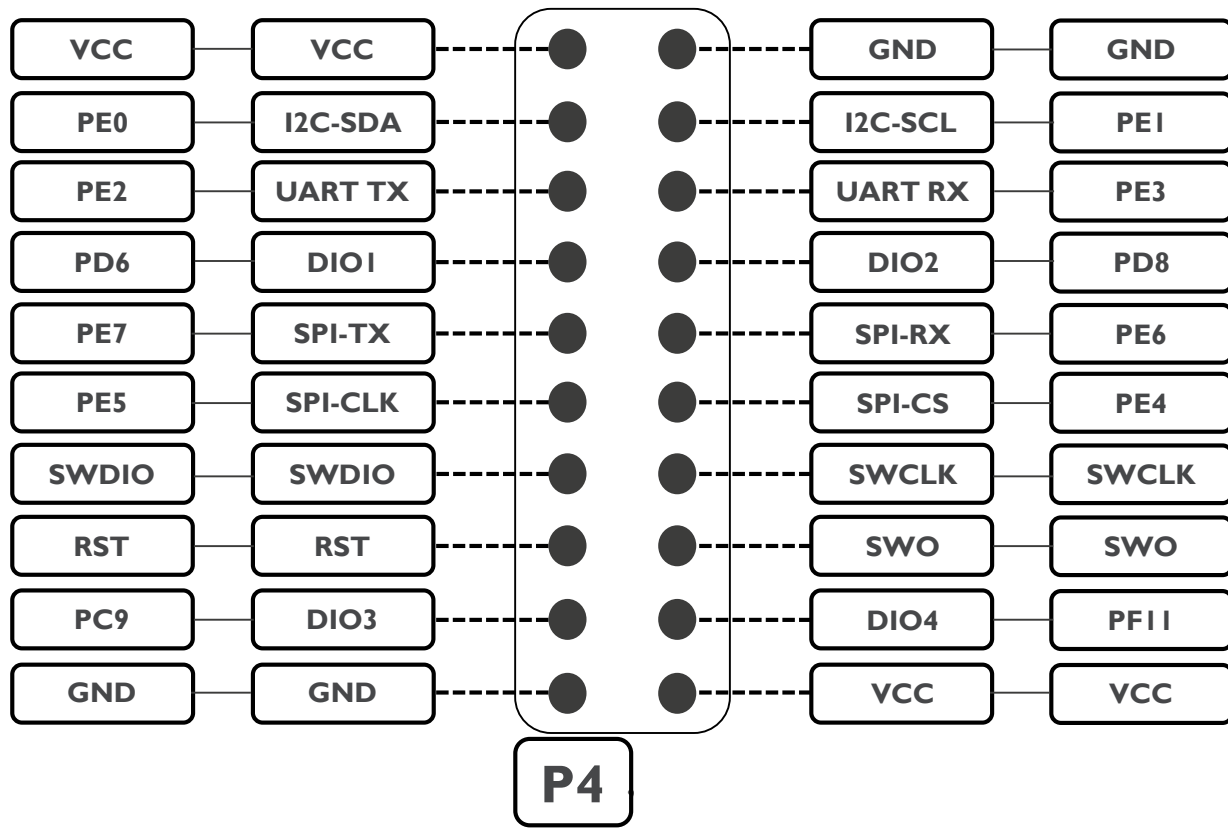 VCC VCC GND GND
PE0 I2C-SDA I2C-SCL PE1
PE2 UART TX UART RX PE3
PD6 DIO1 DIO2 PD8
PE7 SPI-TX SPI-RX PE6
PE5 SPI-CLK SPI-CS PE4
SWDIO SWDIO SWCLK SWCLK
RST RST SWO SWO
PC9 DIO3 DIO4 PF11
GND GND VCC VCC
P4